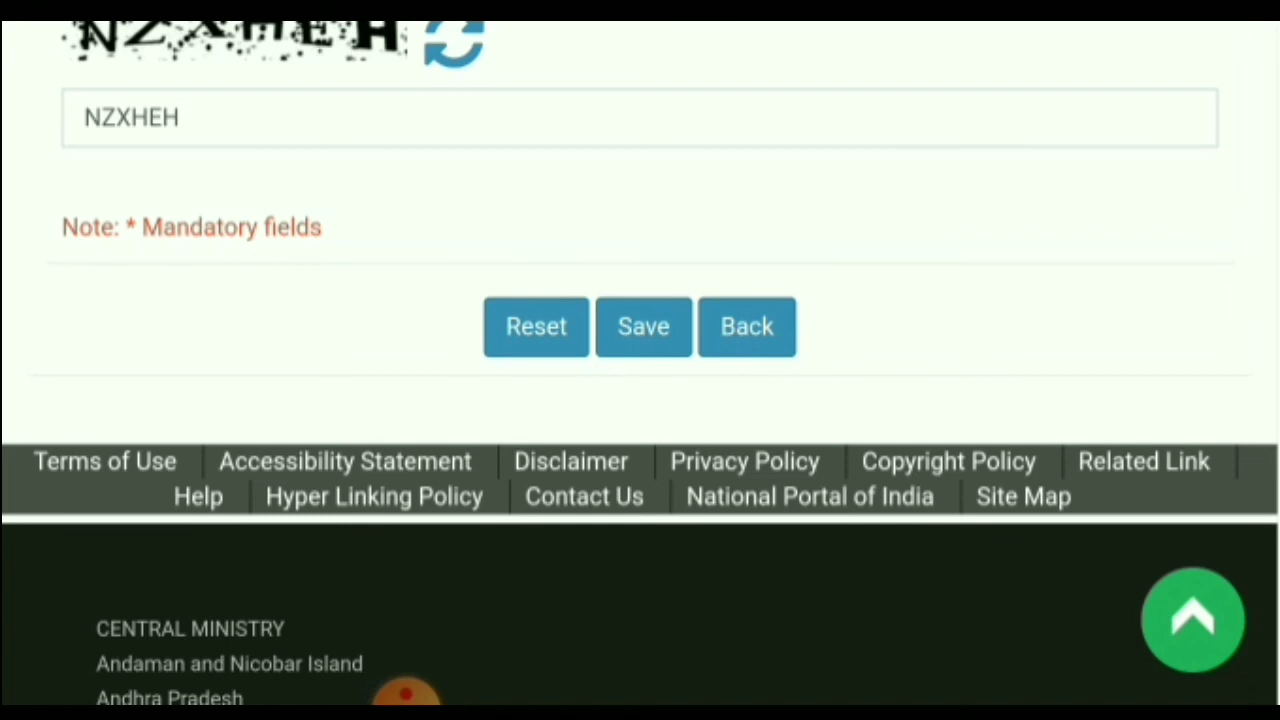 NZXHEH
NZXHEH
Note: * Mandatory fields
Reset Save Back
Terms of Use Accessibility Statement Disclaimer Privacy Policy Copyright Policy Related Link
Help Hyper Linking Policy Contact Us National Portal of India Site Map
CENTRAL MINISTRY
Andaman and Nicobar Island
Andhra Pradesh